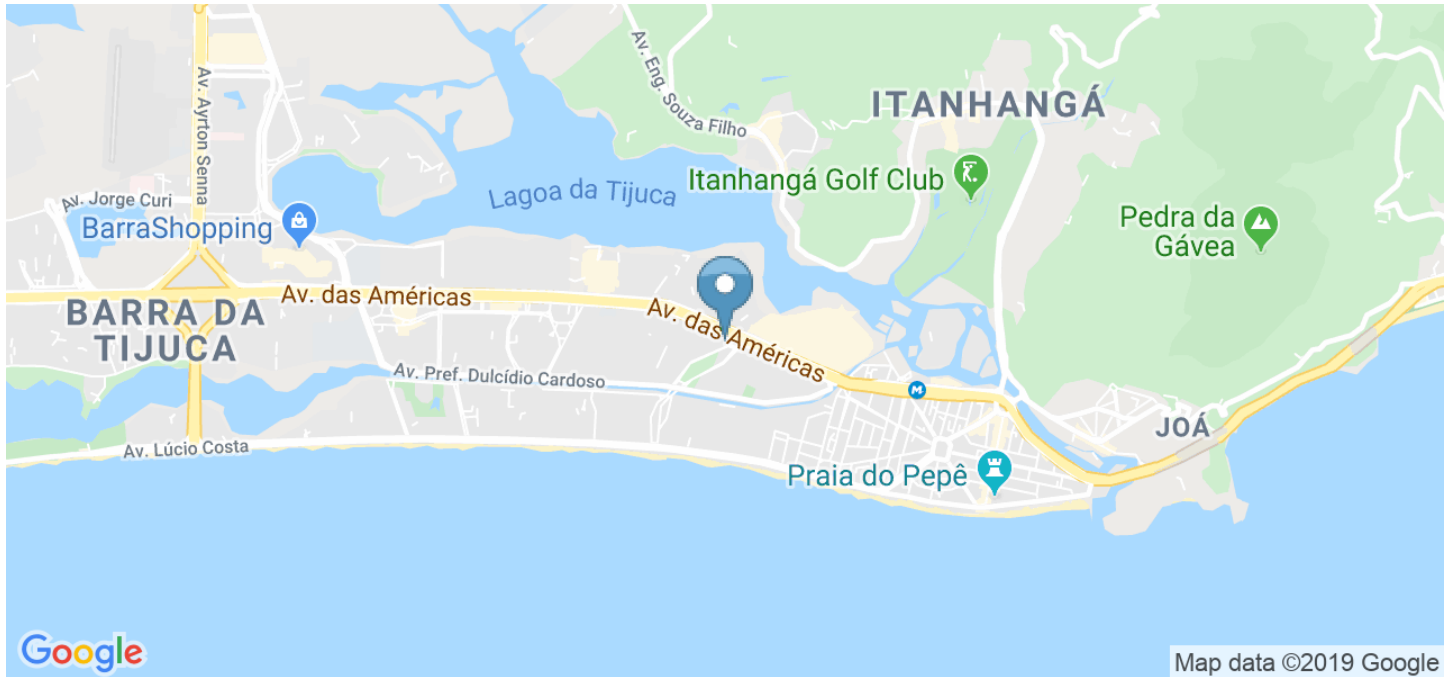 Av. Ayrton Senna
Av. Eng. Souza Filho
ITANHANGÁ
Itanhangá Golf Club
Lagoa da Tijuca
Av. Jorge Curi
BarraShopping
Pedra da
Gávea
Av. das Américas
BARRA DA
TIJUCA
Av. das Américas
Av. Pref. Dulcídio Cardoso
M
JOÁ
Av. Lúcio Costa
Praia do Pepê
Google
Map data ©2019 Google